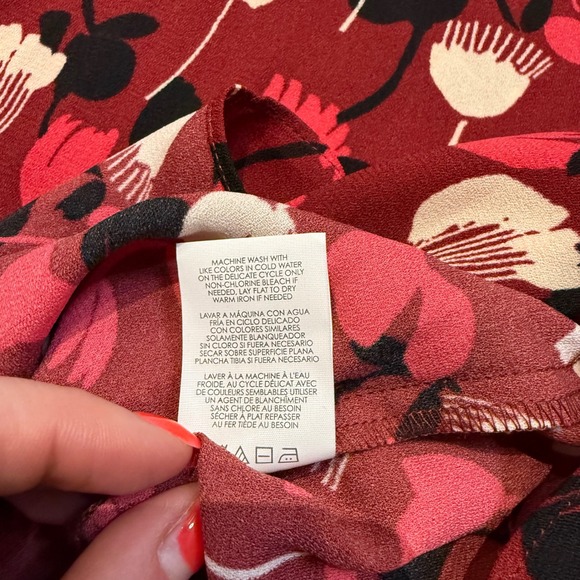 MACHINE WASH WITH
LIKE COLORS IN COLD WATER
ON THE DELICATE CYCLE ONLY
NON-CHLORINE BLEACH IF
NEEDED, LAY FLAT TO DRY
WARM IRON IF NEEDED
LAVAR A MÁQUINA CON AGUA
FRÍA EN CICLO DELICADO
CON COLORES SIMILARES
SOLAMENTE BLANQUEADOR
SIN CLORO SI FUERA NECESARIO
SECAR SOBRE SUPERFICIE PLANA
PLANCHA TIBIA SI FUERA NECESARIO
LAVER À LA MACHINE À L'EAU
FROIDE, AU CYCLE DÉLICAT AVEC
DE COULEURS SEMBLABLES UTILISER
UN AGENT DE BLANCHÎMENT
SANS CHLORE AU BESOIN
SÉCHER À PLAT REPASSER
AU FER TIÈDE AU BESOIN